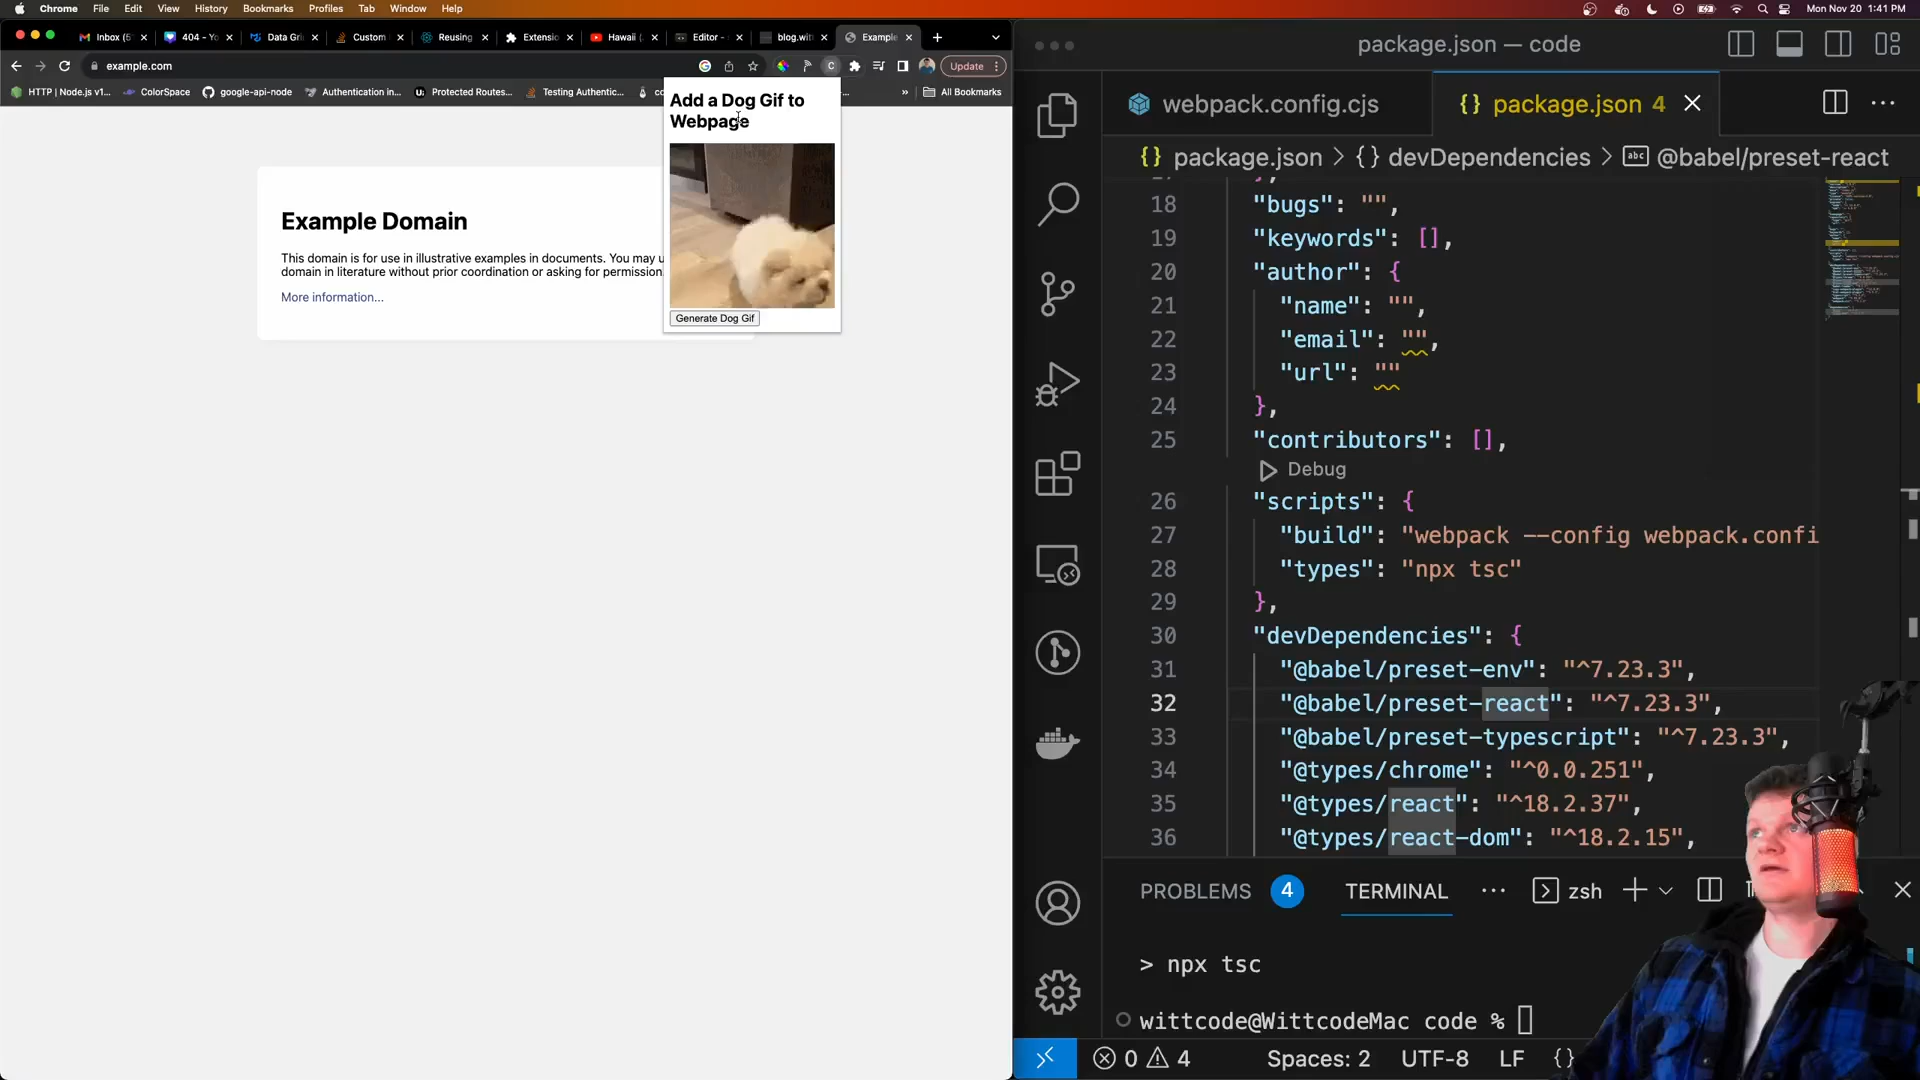 Chrome File Edit View History Bookmarks Profiles Tab Window Help
Mon Nov 20 1:41 PM
Inbox (5 404 - Yo Data Gri Custom Reusing Extensio Hawaii ( Editor - blog.wit Example
example.com
Update
HTTP | Node.js v1... ColorSpace google-api-node Authentication in... Protected Routes... Testing Authentic... » All Bookmarks
Add a Dog Gif to
Webpage
Generate Dog Gif
Example Domain
This domain is for use in illustrative examples in documents. You may u
domain in literature without prior coordination or asking for permission.
More information...
package.json — code
webpack.config.cjs
{} package.json 4
{} package.json > {} devDependencies > abc @babel/preset-react
18 "bugs": "",
19 "keywords": [],
20 "author": {
21 "name": "",
22 "email": "",
23 "url": ""
24 },
25 "contributors": [],
Debug
26 "scripts": {
27 "build": "webpack --config webpack.confi
28 "types": "npx tsc"
29 },
30 "devDependencies": {
31 "@babel/preset-env": "^7.23.3",
32 "@babel/preset-react": "^7.23.3",
33 "@babel/preset-typescript": "^7.23.3",
34 "@types/chrome": "^0.0.251",
35 "@types/react": "^18.2.37",
36 "@types/react-dom": "^18.2.15",
PROBLEMS 4 TERMINAL ··· zsh
> npx tsc
wittcode@WittcodeMac code %
0 4 Spaces: 2 UTF-8 LF {}